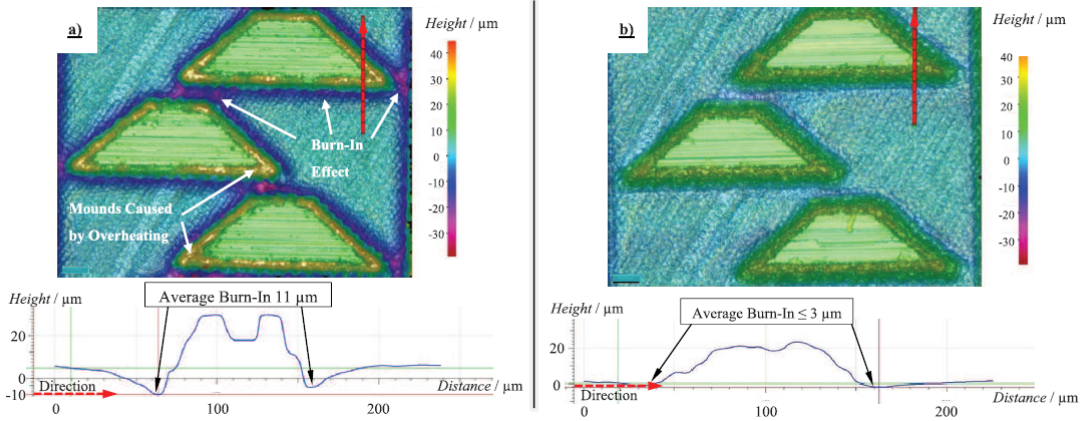 a)
Height / µm
40
30
20
10
0
-10
-20
-30
Burn-In
Effect
Mounds Caused
by Overheating
Height / µm
Average Burn-In 11 µm
20
0
-10
Direction
Distance / µm
0
100
200
b)
Height / µm
40
30
20
10
0
-10
-20
-30
Height / µm
Average Burn-In ≤ 3 µm
20
0
Direction
Distance / µm
0
100
200